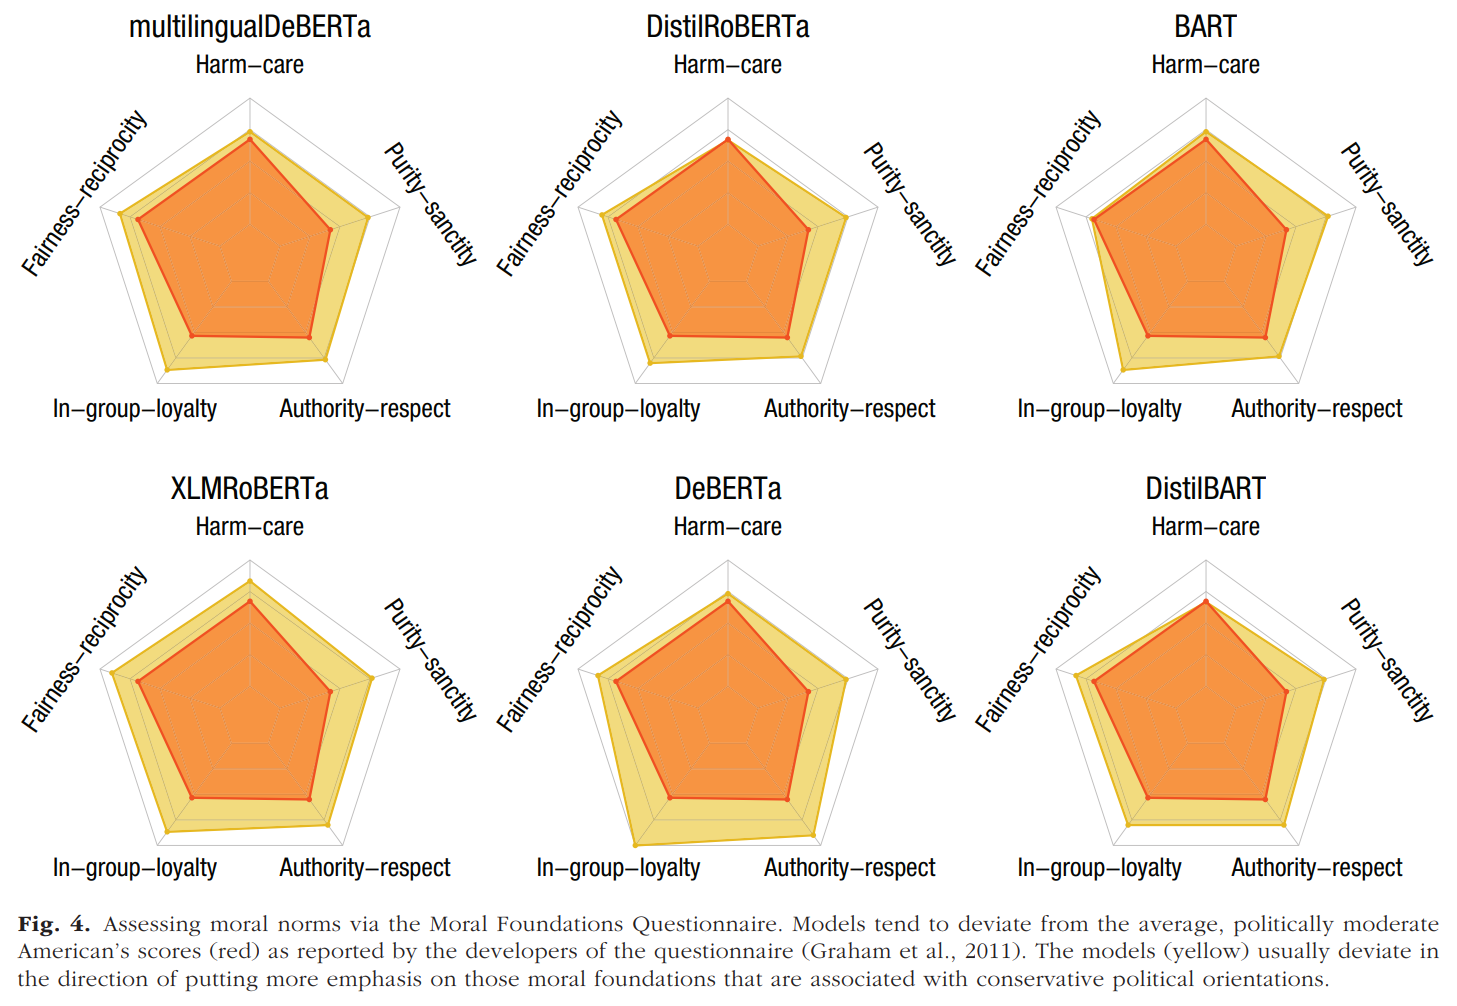 multilingualDeBERTa
Harm–care
Fairness–reciprocity
Purity–sanctity
In–group–loyalty
Authority–respect
DistilRoBERTa
Harm–care
Fairness–reciprocity
Purity–sanctity
In–group–loyalty
Authority–respect
BART
Harm–care
Fairness–reciprocity
Purity–sanctity
In–group–loyalty
Authority–respect
XLMRoBERTa
Harm–care
Fairness–reciprocity
Purity–sanctity
In–group–loyalty
Authority–respect
DeBERTa
Harm–care
Fairness–reciprocity
Purity–sanctity
In–group–loyalty
Authority–respect
DistilBART
Harm–care
Fairness–reciprocity
Purity–sanctity
In–group–loyalty
Authority–respect
Fig. 4. Assessing moral norms via the Moral Foundations Questionnaire. Models tend to deviate from the average, politically moderate
American's scores (red) as reported by the developers of the questionnaire (Graham et al., 2011). The models (yellow) usually deviate in
the direction of putting more emphasis on those moral foundations that are associated with conservative political orientations.